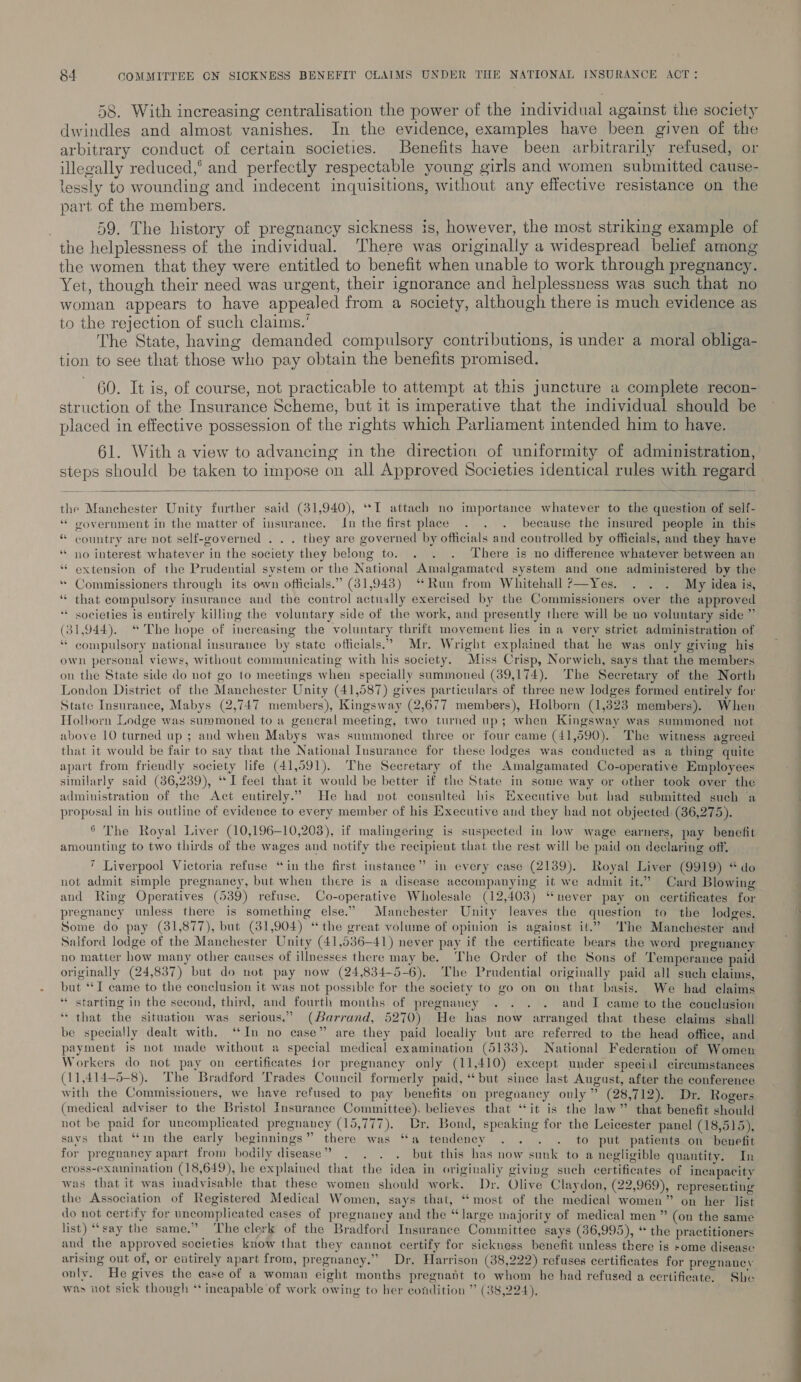 84 COMMITTEE ON SICKNESS BENEFIT CLAIMS UNDER THE NATIONAL INSURANCE ACT:
58. With increasing centralisation the power of the individual against the society
dwindles and almost vanishes. In the evidence, examples have been given of the
arbitrary conduct of certain societies. Benefits have been arbitrarily refused, or
illegally reduced,⁶ and perfectly respectable young girls and women submitted cause-
lessly to wounding and indecent inquisitions, without any effective resistance on the
part of the members.
59. The history of pregnancy sickness is, however, the most striking example of
the helplessness of the individual. There was originally a widespread belief among
the women that they were entitled to benefit when unable to work through pregnancy.
Yet, though their need was urgent, their ignorance and helplessness was such that no
woman appears to have appealed from a society, although there is much evidence as
to the rejection of such claims.⁷
The State, having demanded compulsory contributions, is under a moral obliga-
tion to see that those who pay obtain the benefits promised.
60. It is, of course, not practicable to attempt at this juncture a complete recon-
struction of the Insurance Scheme, but it is imperative that the individual should be
placed in effective possession of the rights which Parliament intended him to have.
61. With a view to advancing in the direction of uniformity of administration,
steps should be taken to impose on all Approved Societies identical rules with regard
the Manchester Unity further said (31,940), “I attach no importance whatever to the question of self-
“ government in the matter of insurance. In the first place . . . because the insured people in this
“ country are not self-governed . . . they are governed by officials and controlled by officials, and they have
“ no interest whatever in the society they belong to. . . . There is no difference whatever between an
“ extension of the Prudential system or the National Amalgamated system and one administered by the
“ Commissioners through its own officials.” (31,943) “Run from Whitehall?—Yes. . . . My idea is,
“ that compulsory insurance and the control actually exercised by the Commissioners over the approved
“ societies is entirely killing the voluntary side of the work, and presently there will be no voluntary side”
(31,944). “The hope of increasing the voluntary thrift movement lies in a very strict administration of
“ compulsory national insurance by state officials.” Mr. Wright explained that he was only giving his
own personal views, without communicating with his society. Miss Crisp, Norwich, says that the members
on the State side do not go to meetings when specially summoned (39,174). The Secretary of the North
London District of the Manchester Unity (41,587) gives particulars of three new lodges formed entirely for
State Insurance, Mabys (2,747 members), Kingsway (2,677 members), Holborn (1,323 members). When
Holborn Lodge was summoned to a general meeting, two turned up; when Kingsway was summoned not
above 10 turned up; and when Mabys was summoned three or four came (41,590). The witness agreed
that it would be fair to say that the National Insurance for these lodges was conducted as a thing quite
apart from friendly society life (41,591). The Secretary of the Amalgamated Co-operative Employees
similarly said (36,239), “I feel that it would be better if the State in some way or other took over the
administration of the Act entirely.” He had not consulted his Executive but had submitted such a
proposal in his outline of evidence to every member of his Executive and they had not objected (36,275).
⁶ The Royal Liver (10,196–10,203), if malingering is suspected in low wage earners, pay benefit
amounting to two thirds of the wages and notify the recipient that the rest will be paid on declaring off.
⁷ Liverpool Victoria refuse “in the first instance” in every case (2139). Royal Liver (9919) “do
not admit simple pregnancy, but when there is a disease accompanying it we admit it.” Card Blowing
and Ring Operatives (539) refuse. Co-operative Wholesale (12,403) “never pay on certificates for
pregnancy unless there is something else.” Manchester Unity leaves the question to the lodges.
Some do pay (31,877), but (31,904) “the great volume of opinion is against it.” The Manchester and
Salford lodge of the Manchester Unity (41,536–41) never pay if the certificate bears the word pregnancy
no matter how many other causes of illnesses there may be. The Order of the Sons of Temperance paid
originally (24,837) but do not pay now (24,834–5–6). The Prudential originally paid all such claims,
but “I came to the conclusion it was not possible for the society to go on on that basis. We had claims
“ starting in the second, third, and fourth months of pregnancy . . . . and I came to the conclusion
“ that the situation was serious.” (Barrand, 5270) He has now arranged that these claims shall
be specially dealt with. “In no case” are they paid locally but are referred to the head office, and
payment is not made without a special medical examination (5133). National Federation of Women
Workers do not pay on certificates for pregnancy only (11,410) except under special circumstances
(11,414–5–8). The Bradford Trades Council formerly paid, “but since last August, after the conference
with the Commissioners, we have refused to pay benefits on pregnancy only” (28,712). Dr. Rogers
(medical adviser to the Bristol Insurance Committee), believes that “it is the law” that benefit should
not be paid for uncomplicated pregnancy (15,777). Dr. Bond, speaking for the Leicester panel (18,515),
says that “in the early beginnings” there was “a tendency . . . . to put patients on benefit
for pregnancy apart from bodily disease” . . . . but this has now sunk to a negligible quantity. In
cross-examination (18,649), he explained that the idea in originally giving such certificates of incapacity
was that it was inadvisable that these women should work. Dr. Olive Claydon, (22,969), representing
the Association of Registered Medical Women, says that, “most of the medical women” on her list
do not certify for uncomplicated cases of pregnancy and the “large majority of medical men” (on the same
list) “say the same.” The clerk of the Bradford Insurance Committee says (36,995), “the practitioners
and the approved societies know that they cannot certify for sickness benefit unless there is some disease
arising out of, or entirely apart from, pregnancy.” Dr. Harrison (38,222) refuses certificates for pregnancy
only. He gives the case of a woman eight months pregnant to whom he had refused a certificate. She
was not sick though “incapable of work owing to her condition” (38,224).